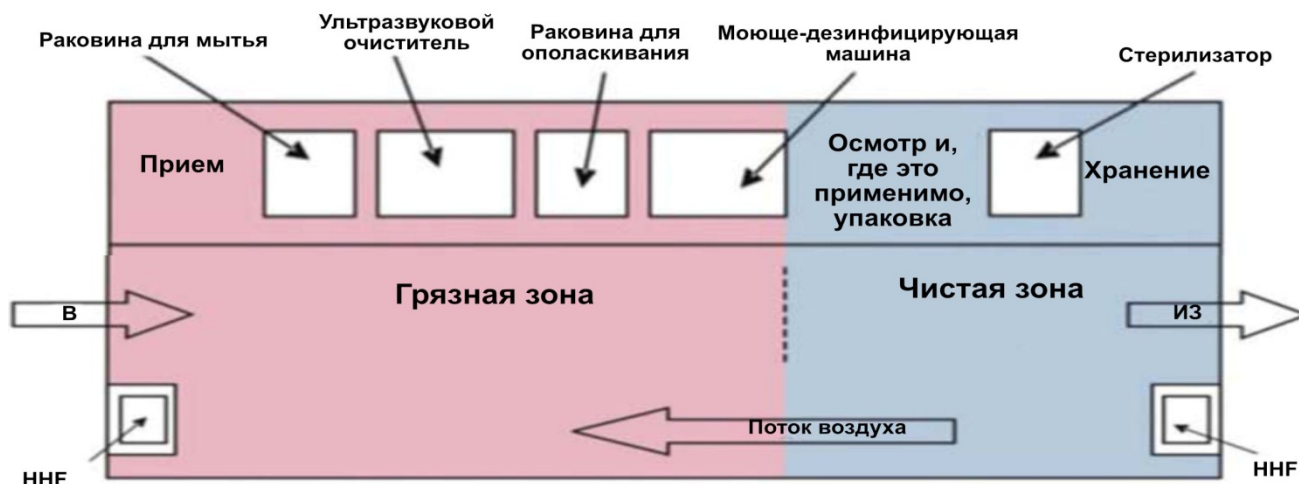 Раковина для мытья
Ультразвуковой
очиститель
Раковина для
ополаскивания
Моюще-дезинфицирующая
машина
Стерилизатор
Прием
Осмотр и,
где это
применимо,
упаковка
Хранение
Грязная зона
Чистая зона
В
ИЗ
Поток воздуха
HHF
HHF